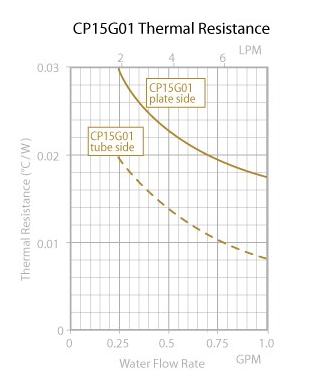 CP15G01 Thermal Resistance
LPM
2 4 6
0.03
CP15G01
plate side
CP15G01
tube side
0.02
0.01
0
Thermal Resistance (°C / W)
0 0.25 0.5 0.75 1.0
Water Flow Rate
GPM